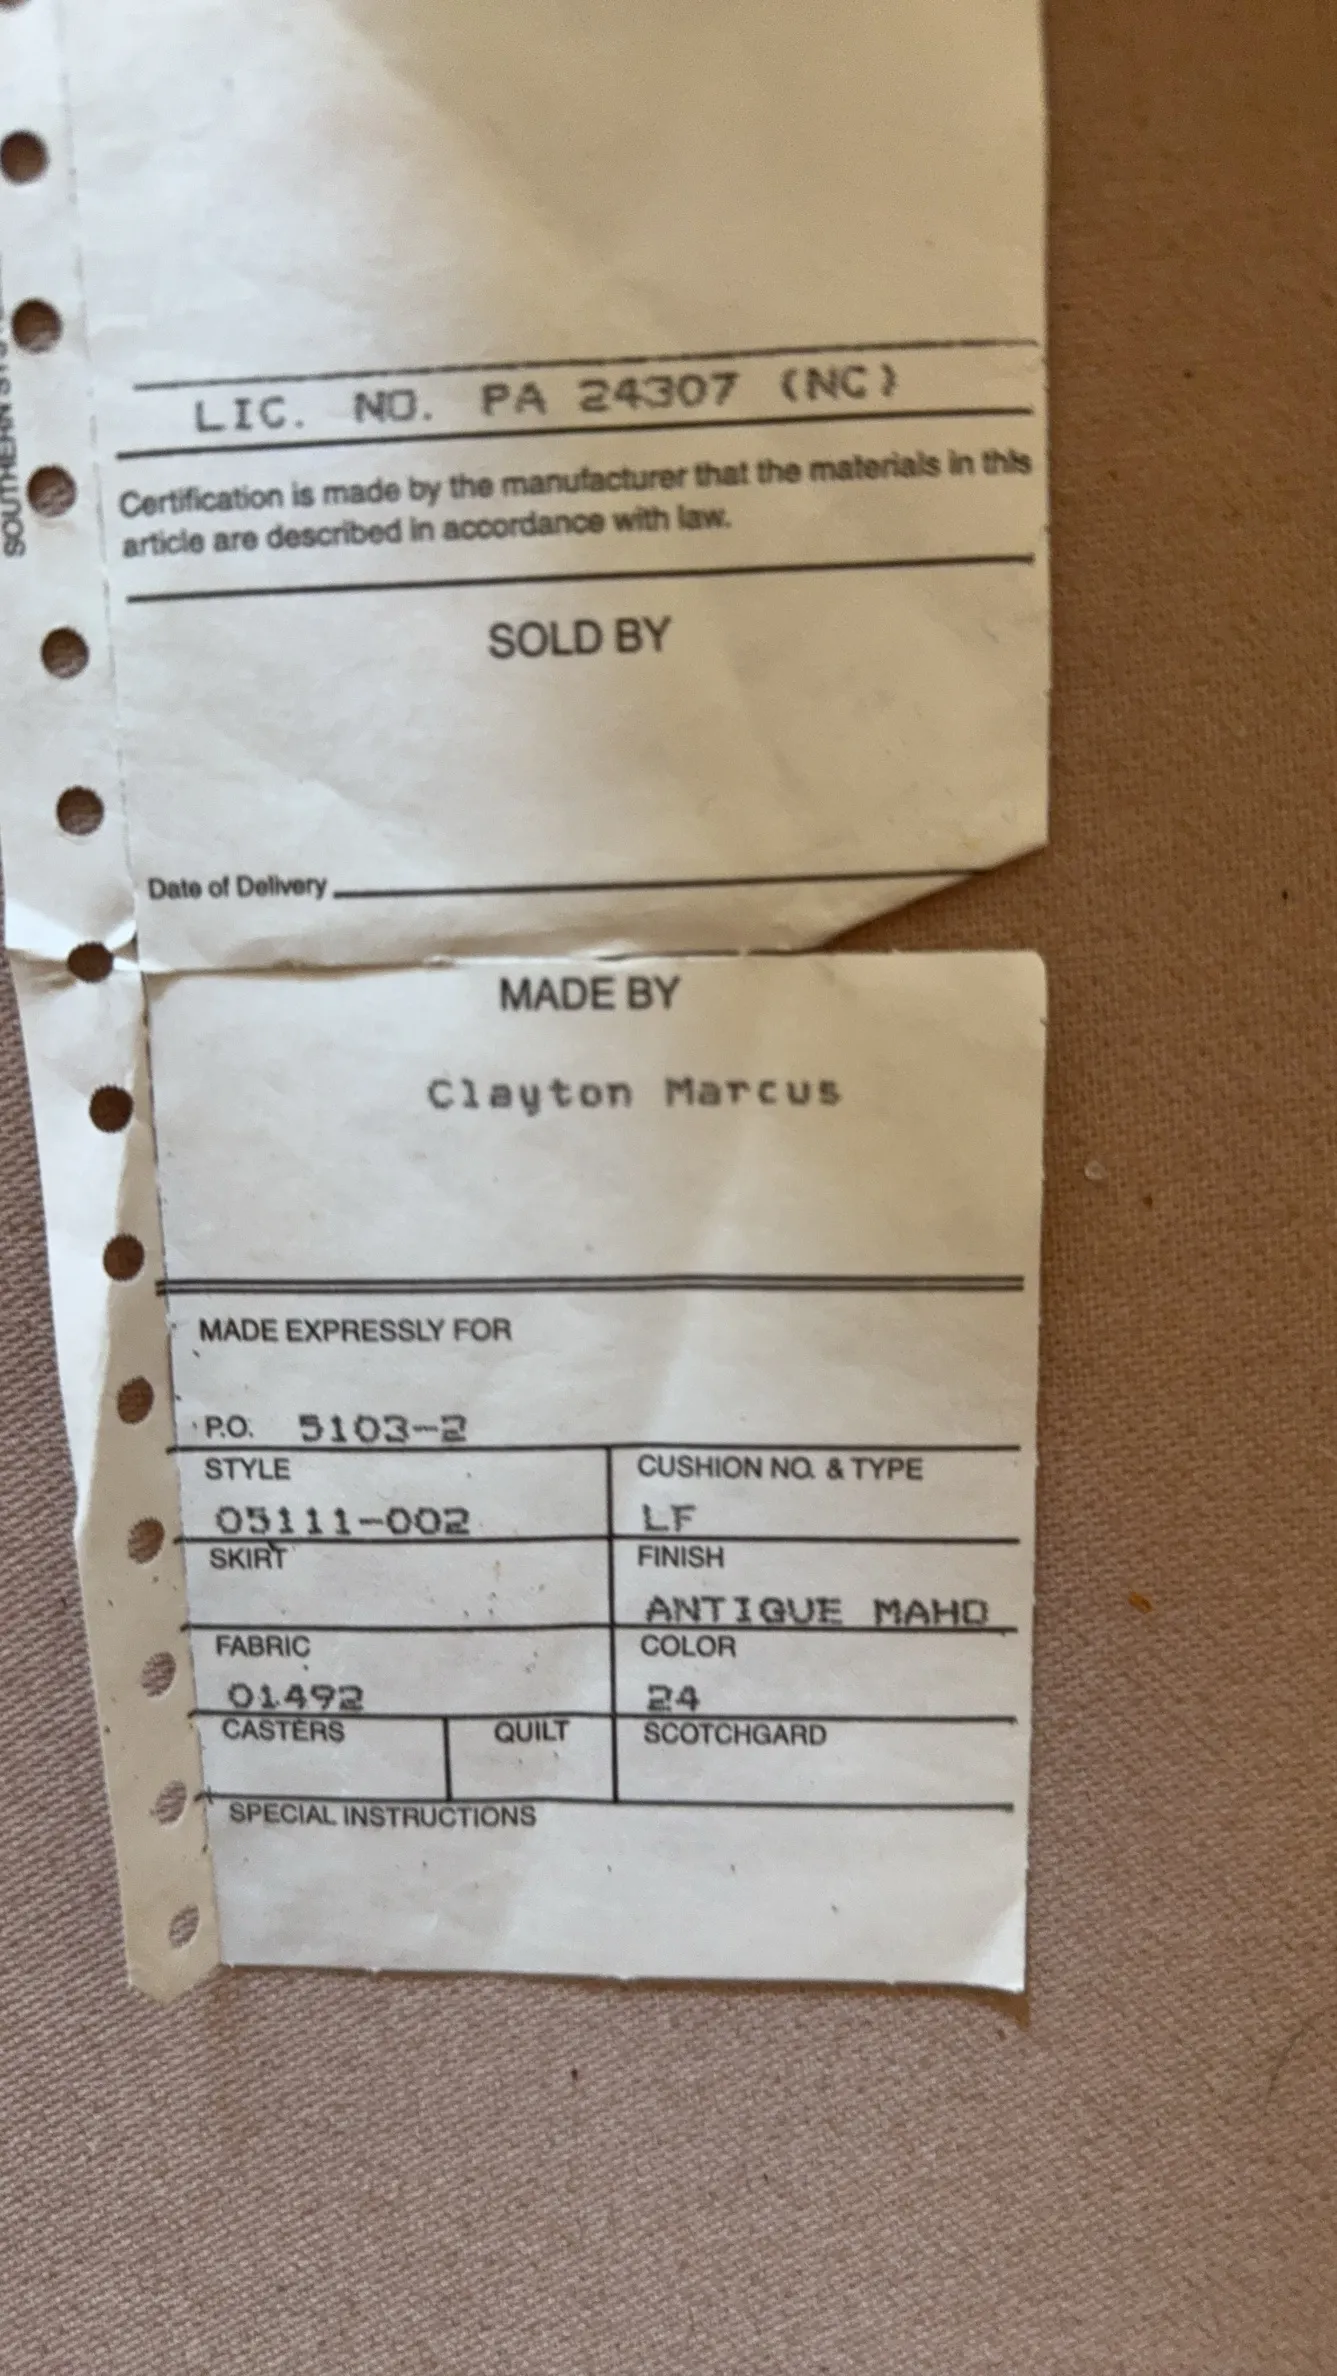 SOUTHERN
LIC. NO. PA 24307 (NC)
Certification is made by the manufacturer that the materials in this
article are described in accordance with law.
SOLD BY
Date of Delivery
MADE BY
Clayton Marcus
MADE EXPRESSLY FOR
P.O. 5103-2
STYLE CUSHION NO. & TYPE
05111-002 LF
SKIRT FINISH
ANTIQUE MAHO
FABRIC COLOR
01492 24
CASTERS QUILT SCOTCHGARD
SPECIAL INSTRUCTIONS